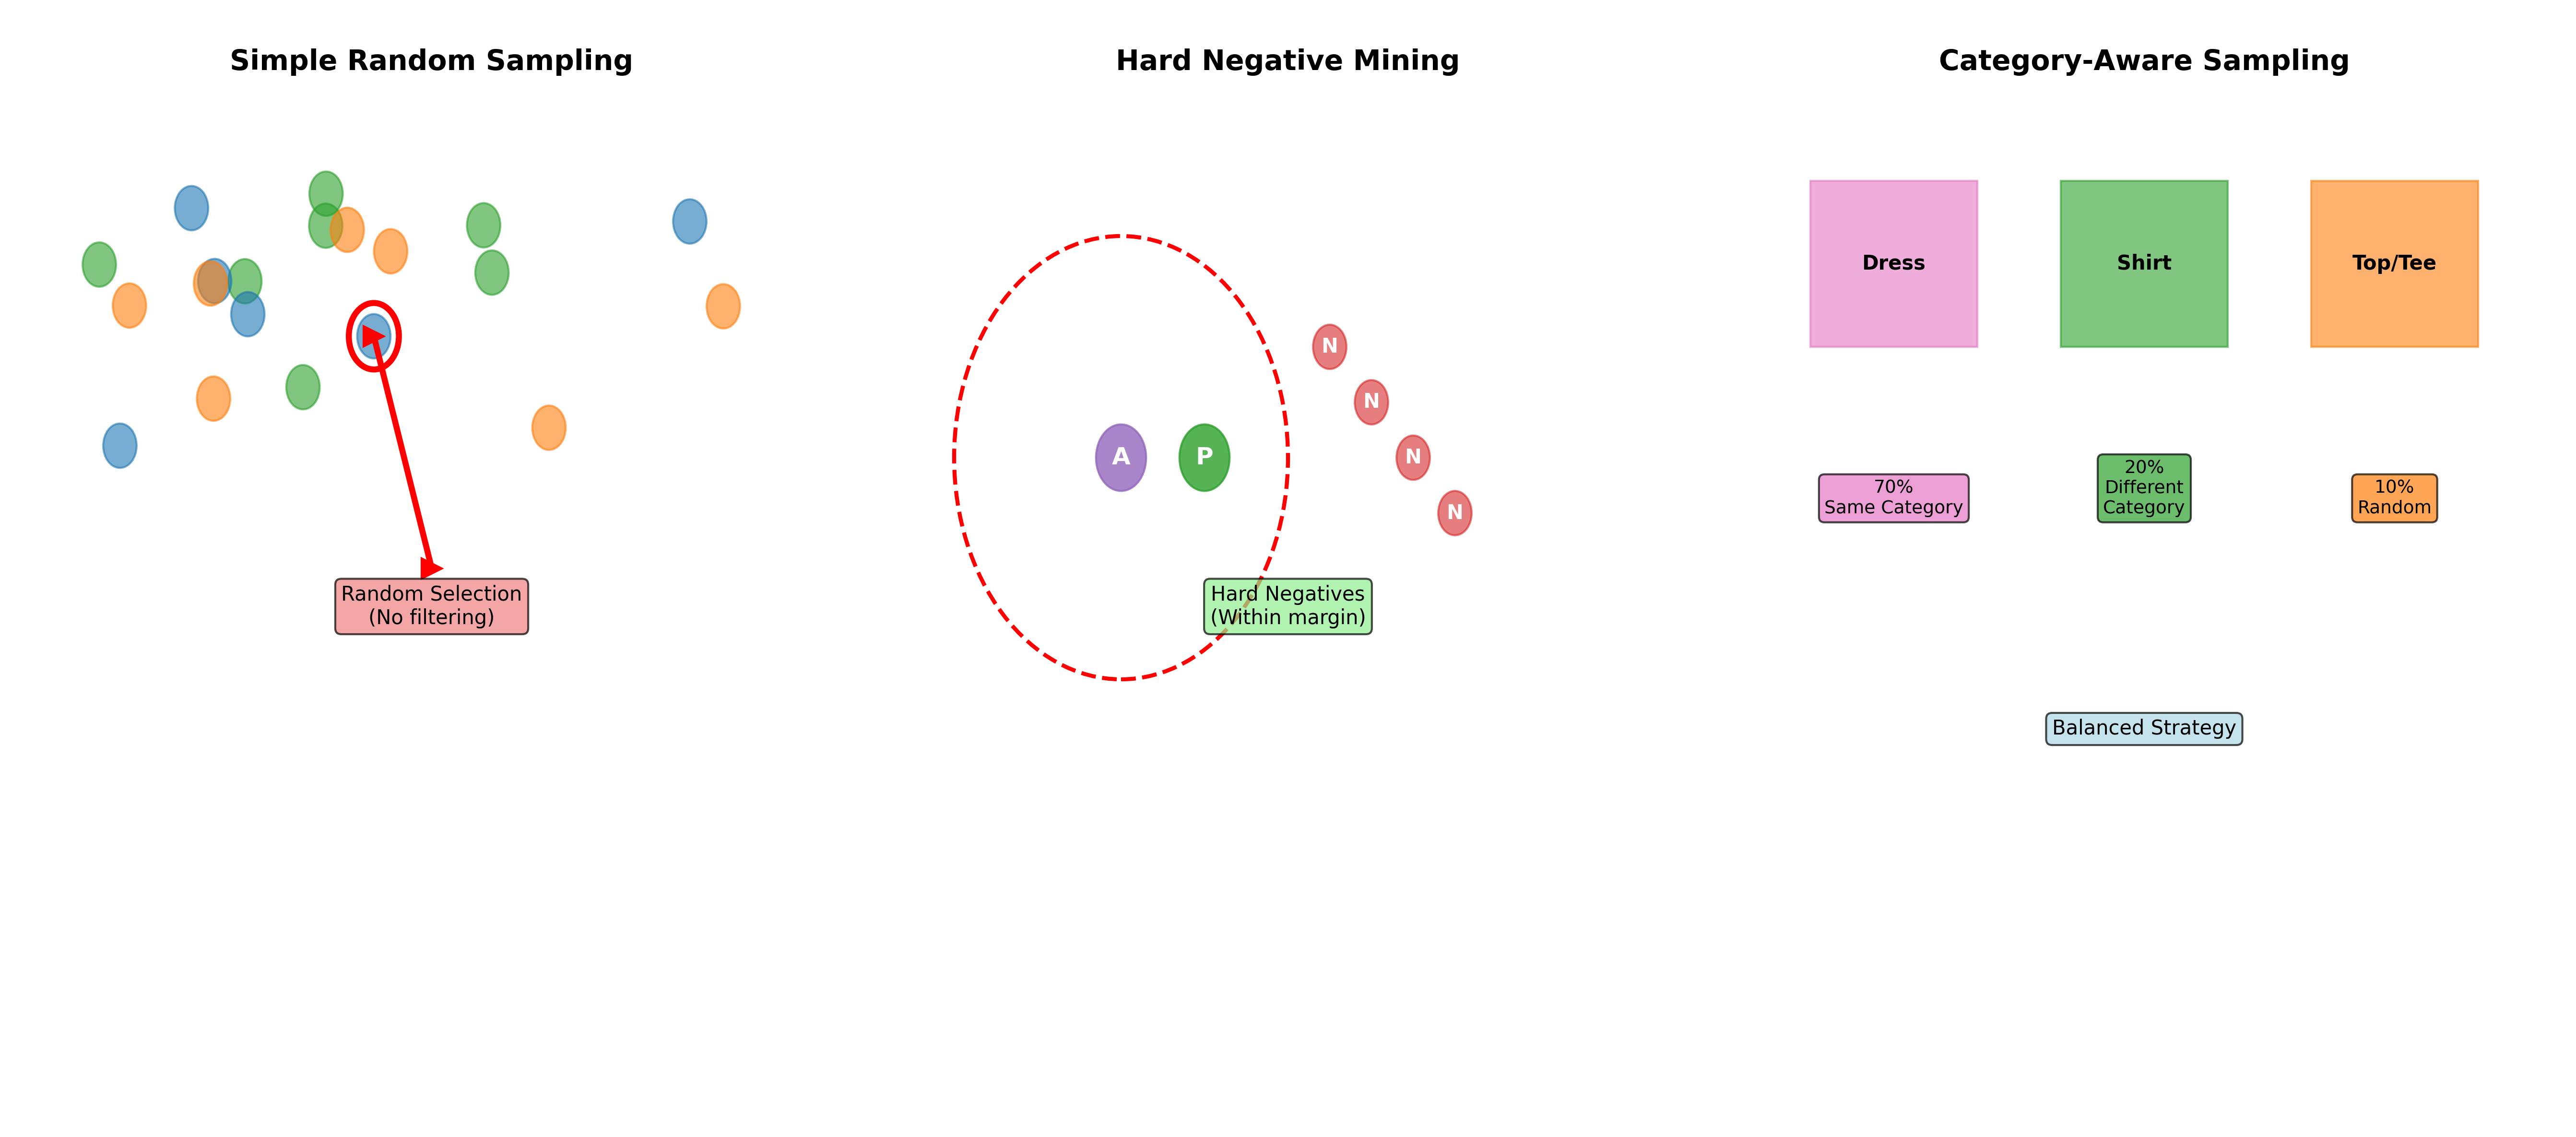 Simple Random Sampling
Random Selection
(No filtering)
Hard Negative Mining
N
N
A
P
N
N
Hard Negatives
(Within margin)
Category-Aware Sampling
Dress
Shirt
Top/Tee
70%
Same Category
20%
Different
Category
10%
Random
Balanced Strategy